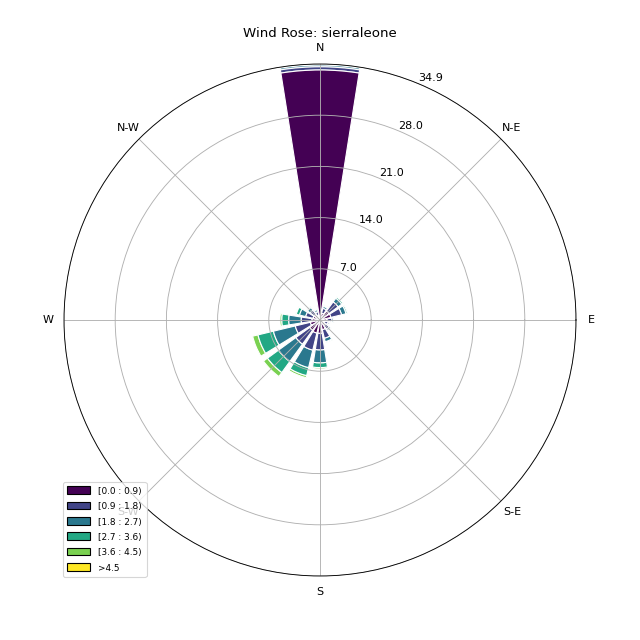 Wind Rose: sierraleone
N
34.9
28.0
N-W
N-E
21.0
14.0
7.0
W
E
[0.0 : 0.9)
[0.9 : 1.8)
S-W
S-E
[1.8 : 2.7)
[2.7 : 3.6)
[3.6 : 4.5)
>4.5
S